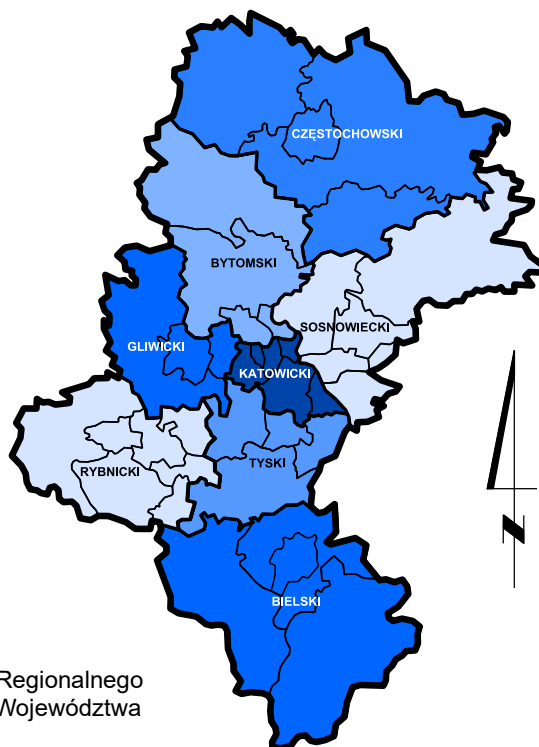 CZĘSTOCHOWSKI
BYTOMSKI
SOSNOWIECKI
GLIWICKI
KATOWICKI
RYBNICKI
TYSKI
N
BIELSKI
Regionalnego
Województwa